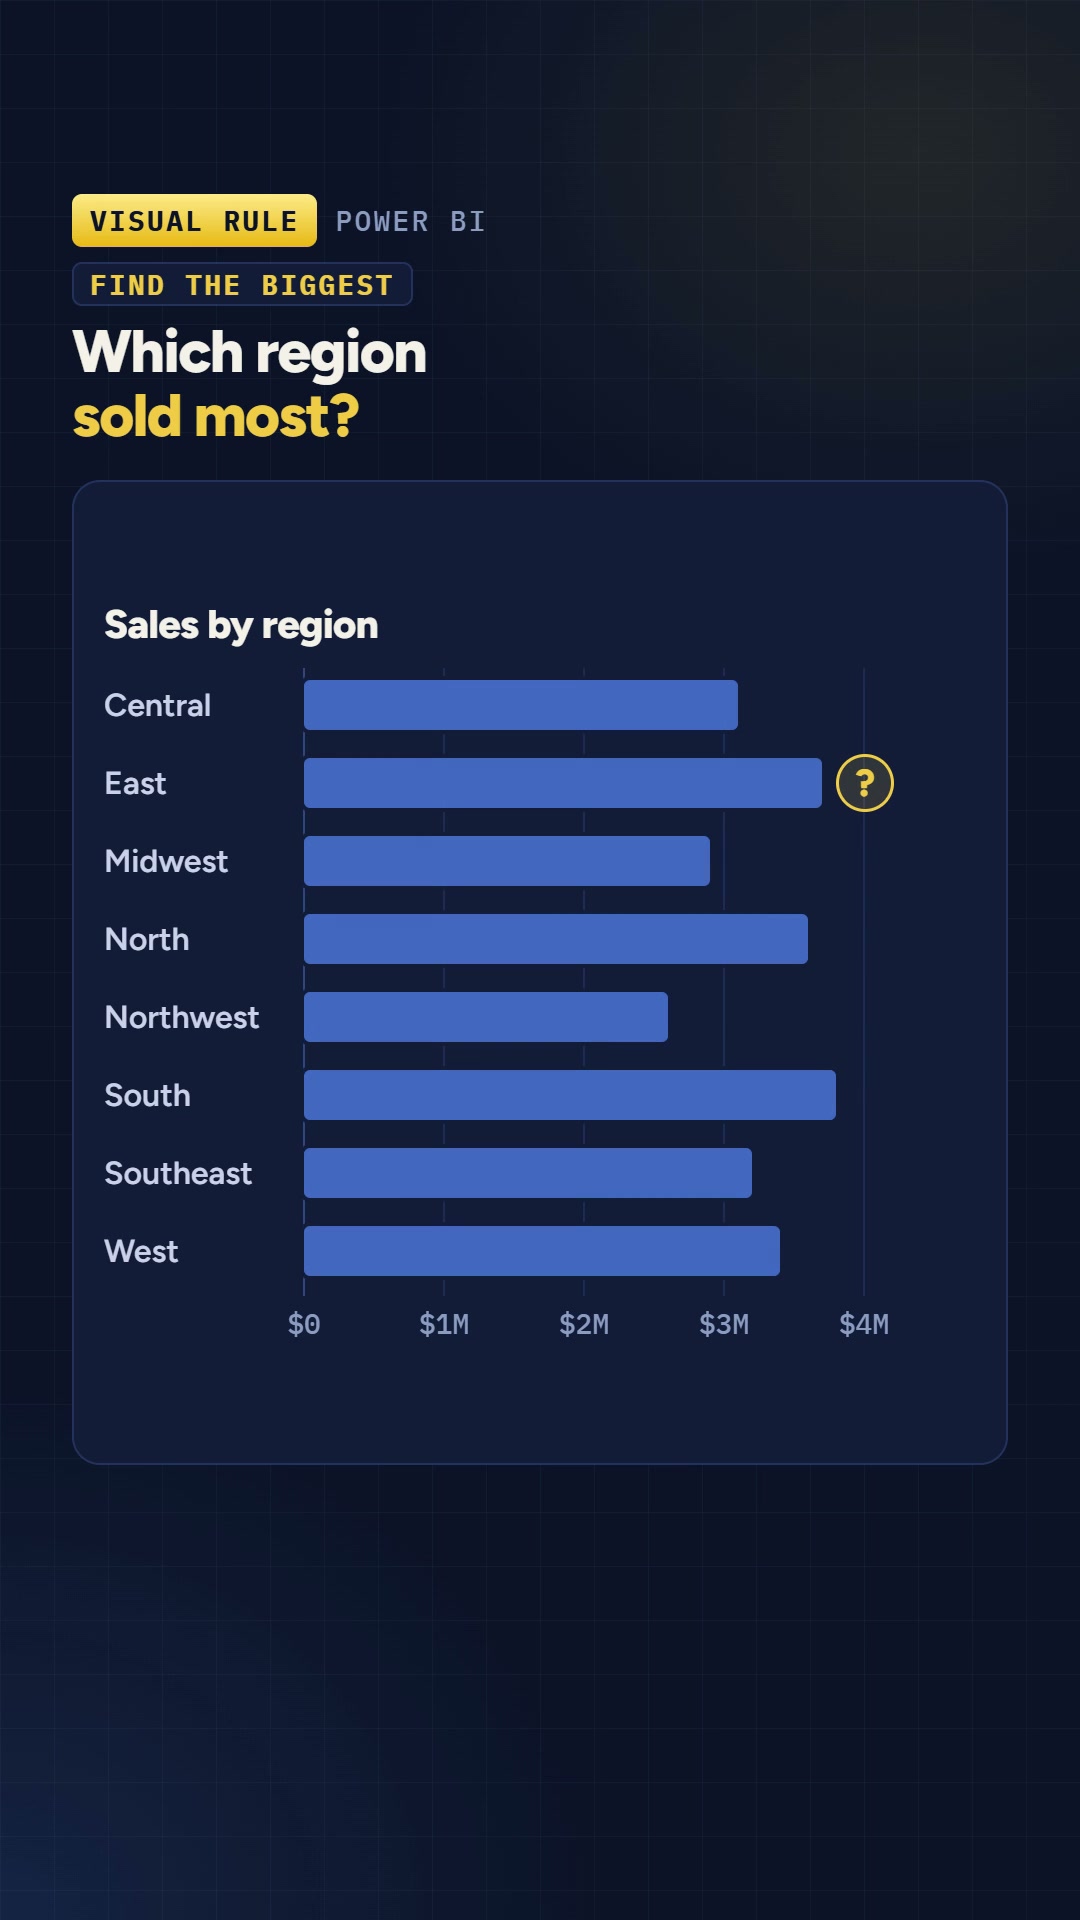 VISUAL RULE POWER BI
FIND THE BIGGEST
Which region
sold most?
Sales by region
Central
East ?
Midwest
North
Northwest
South
Southeast
West
$0 $1M $2M $3M $4M